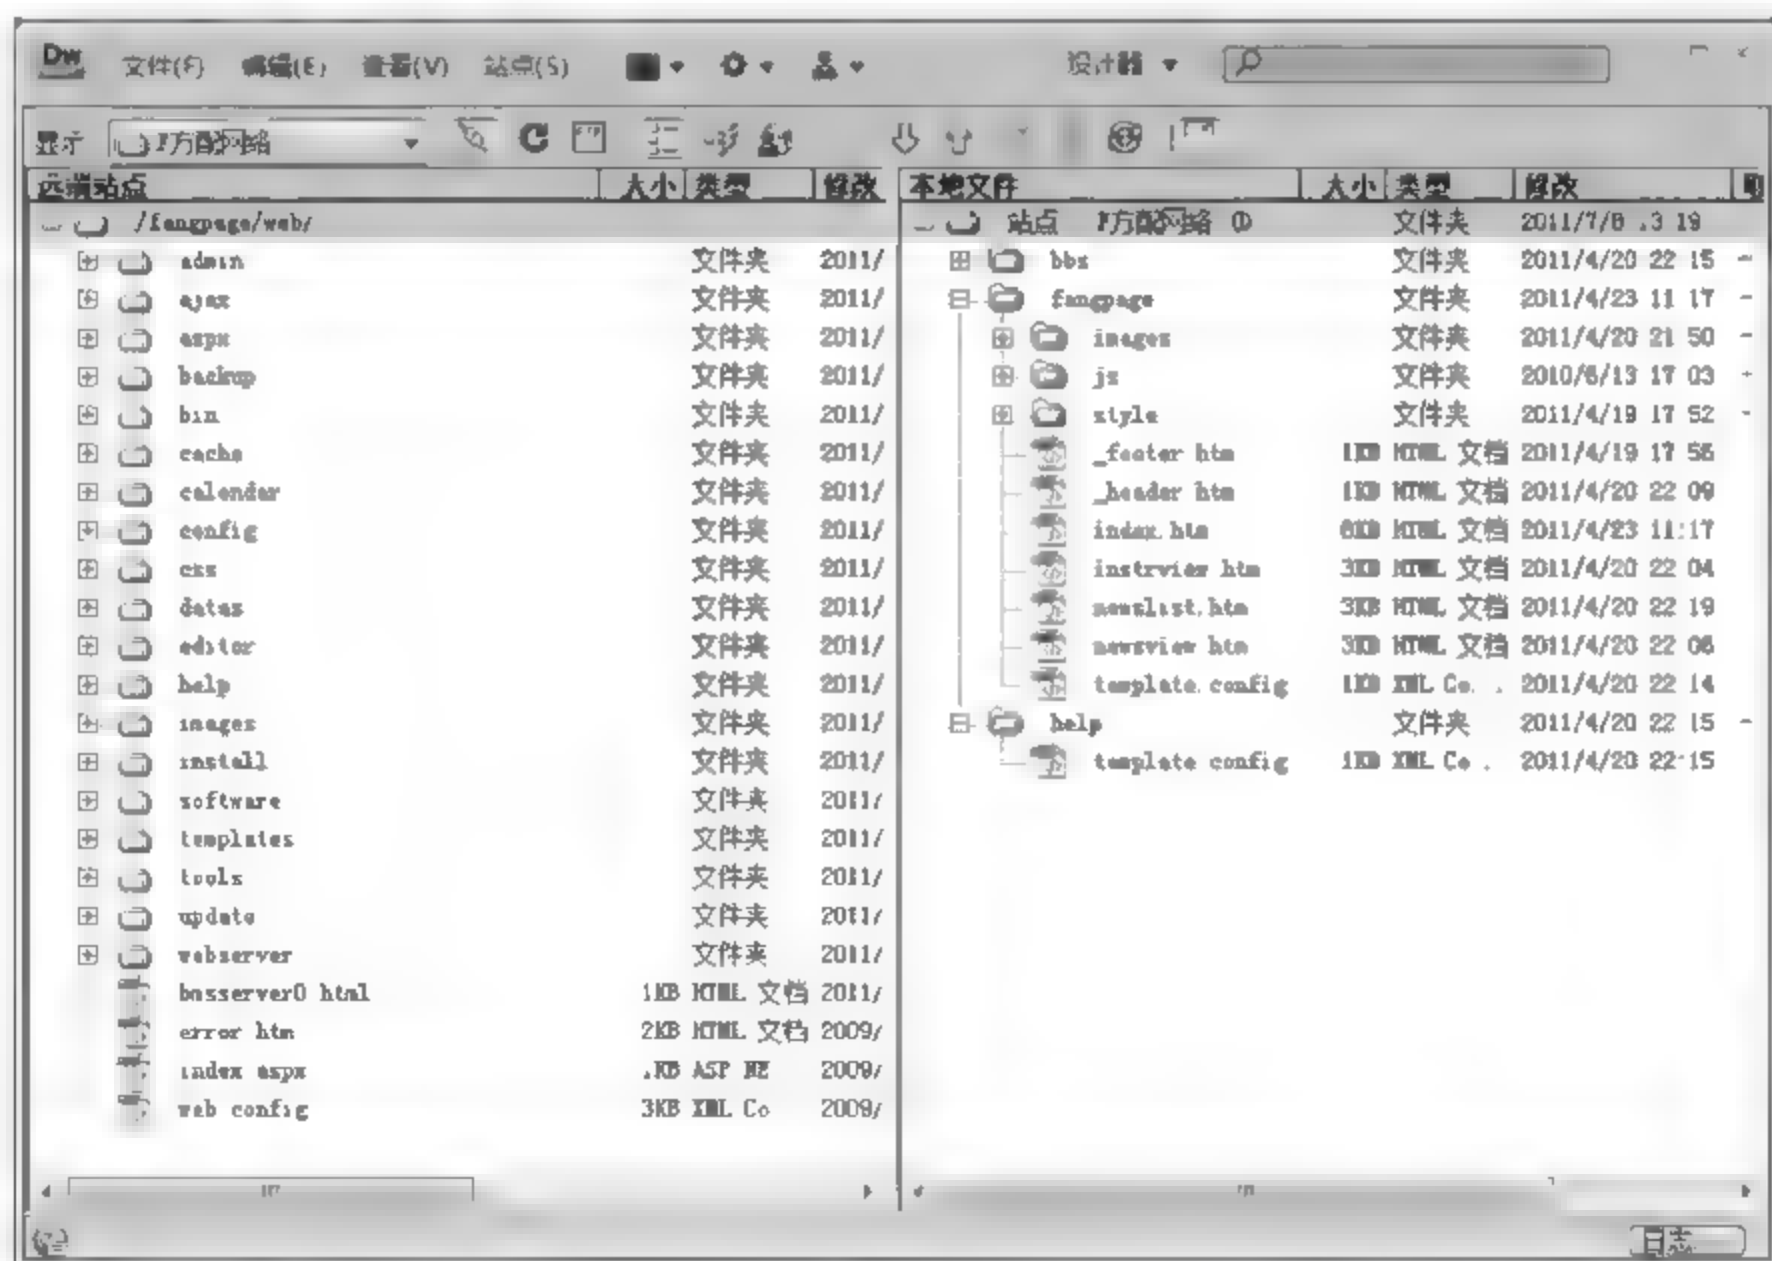 Dw 文件(F) 编辑(E) 查看(V) 站点(S) 设计器
显示 F方配网络
远端站点 大小 类型 修改
/fangpage/web/
admin 文件夹 2011/
ajax 文件夹 2011/
aspx 文件夹 2011/
backup 文件夹 2011/
bin 文件夹 2011/
cache 文件夹 2011/
calendar 文件夹 2011/
config 文件夹 2011/
css 文件夹 2011/
datas 文件夹 2011/
editor 文件夹 2011/
help 文件夹 2011/
images 文件夹 2011/
install 文件夹 2011/
software 文件夹 2011/
templates 文件夹 2011/
tools 文件夹 2011/
update 文件夹 2011/
webserver 文件夹 2011/
bmsserver0 html 1KB HTML 文档 2011/
error htm 2KB HTML 文档 2009/
index aspx KB ASP NE 2009/
web config 3KB XML Co 2009/
本地文件 大小 类型 修改
站点 F方配网络 文件夹 2011/7/8 13 19
bbs 文件夹 2011/4/20 22 15 -
fangpage 文件夹 2011/4/23 11 17 -
images 文件夹 2011/4/20 21 50 -
js 文件夹 2010/8/13 17 03 -
style 文件夹 2011/4/19 17 52 -
_footer htm 1KB HTML 文档 2011/4/19 17 56
_header htm 1KB HTML 文档 2011/4/20 22 09
index.htm 6KB HTML 文档 2011/4/23 11:17
instrview htm 3KB HTML 文档 2011/4/20 22 04
newslist.htm 3KB HTML 文档 2011/4/20 22 19
newsview htm 3KB HTML 文档 2011/4/20 22 06
template.config 1KB XML Co. . 2011/4/20 22 14
help 文件夹 2011/4/20 22 15 -
template config 1KB XML Co . 2011/4/20 22:15
日志